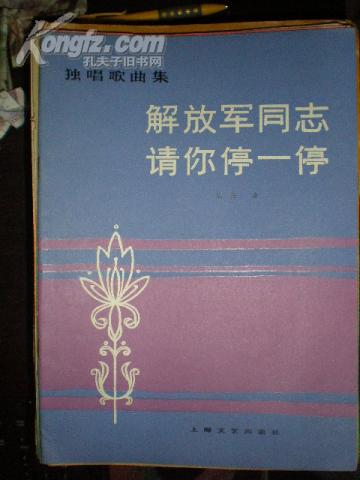 Kongfz.com
孔夫子旧书网
独唱歌曲集
解放军同志
请你停一停
上海文艺出版社